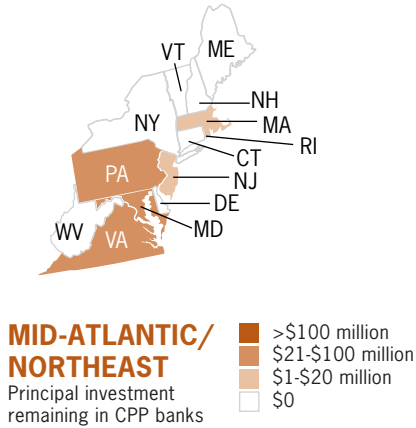 ME
VT
NH
NY
MA
RI
CT
PA
NJ
DE
WV
VA
MD
MID-ATLANTIC/
NORTHEAST
Principal investment
remaining in CPP banks
>$100 million
$21-$100 million
$1-$20 million
$0